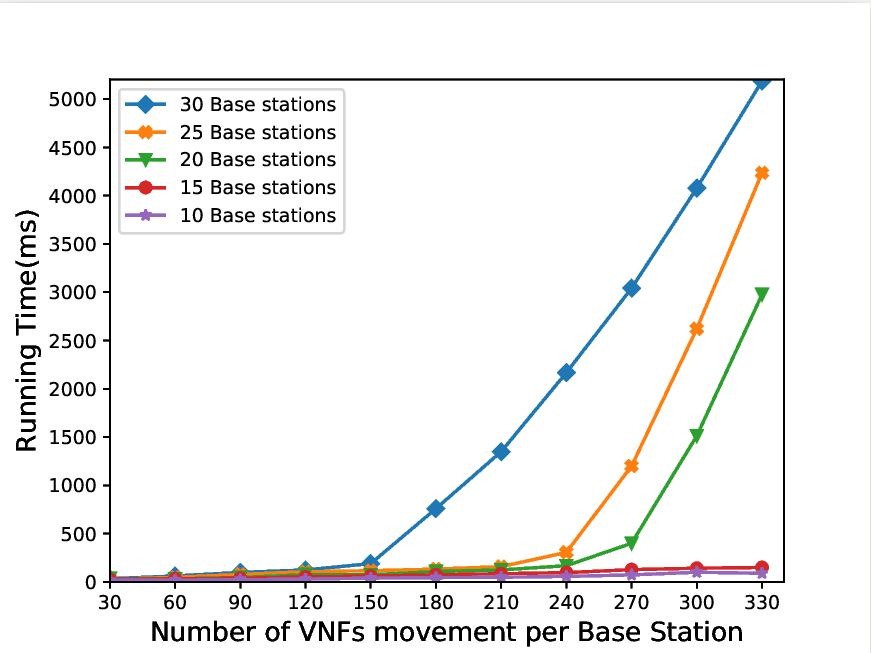 5000
4500
4000
3500
3000
2500
2000
1500
1000
500
0
30 Base stations
25 Base stations
20 Base stations
15 Base stations
10 Base stations
Running Time(ms)
30 60 90 120 150 180 210 240 270 300 330
Number of VNFs movement per Base Station